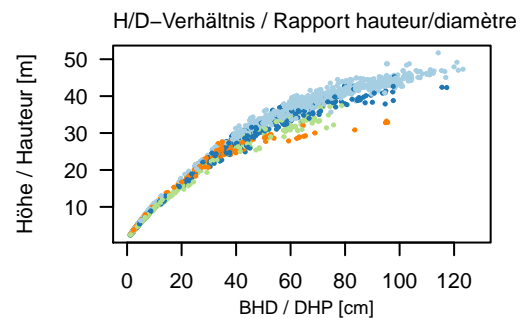 H/D−Verhältnis / Rapport hauteur/diamètre
Höhe / Hauteur [m]
50
40
30
20
10
0 20 40 60 80 100 120
BHD / DHP [cm]